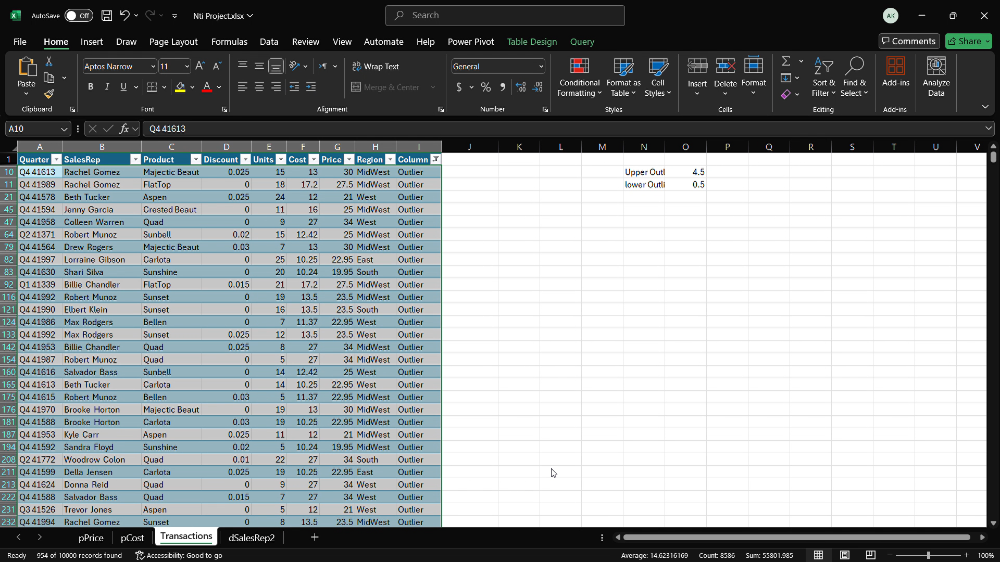 AutoSave Off Nti Project.xlsx Search AK
File Home Insert Draw Page Layout Formulas Data Review View Automate Help Power Pivot Table Design Query Comments Share
Paste Aptos Narrow 11 Wrap Text General Conditional Formatting Format as Table Cell Styles Insert Delete Format Sort & Filter Find & Select Add-ins Analyze Data
B I U Merge & Center $ %
Clipboard Font Alignment Number Styles Cells Editing Add-ins
A10 fx Q4 41613
A B C D E F G H I J K L M N O P Q R S T U V
1 Quarter SalesRep Product Discount Units Cost Price Region Column
10 Q4 41613 Rachel Gomez Majectic Beaut 0.025 15 13 30 MidWest Outlier Upper Outl 4.5
11 Q4 41989 Rachel Gomez FlatTop 0 18 17.2 27.5 MidWest Outlier lower Outli 0.5
21 Q4 41578 Beth Tucker Aspen 0.025 24 12 21 West Outlier
45 Q4 41594 Jenny Garcia Crested Beaut 0 11 16 25 MidWest Outlier
47 Q4 41958 Colleen Warren Quad 0 9 27 34 West Outlier
64 Q2 41371 Robert Munoz Sunbell 0.02 15 12.42 25 MidWest Outlier
79 Q4 41564 Drew Rogers Majectic Beaut 0.03 7 13 30 MidWest Outlier
82 Q4 41997 Lorraine Gibson Carlota 0 25 10.25 22.95 East Outlier
83 Q4 41630 Shari Silva Sunshine 0 20 10.24 19.95 South Outlier
92 Q1 41339 Billie Chandler FlatTop 0.015 21 17.2 27.5 MidWest Outlier
116 Q4 41992 Robert Munoz Sunset 0 19 13.5 23.5 MidWest Outlier
121 Q4 41990 Elbert Klein Sunset 0 16 13.5 23.5 South Outlier
124 Q4 41986 Max Rodgers Bellen 0 7 11.37 22.95 West Outlier
133 Q4 41992 Max Rodgers Sunset 0.025 12 13.5 23.5 West Outlier
142 Q4 41953 Billie Chandler Quad 0.025 8 27 34 MidWest Outlier
154 Q4 41987 Robert Munoz Quad 0 5 27 34 MidWest Outlier
160 Q4 41616 Salvador Bass Sunbell 0 14 12.42 25 West Outlier
165 Q4 41613 Beth Tucker Carlota 0 14 10.25 22.95 West Outlier
175 Q4 41615 Robert Munoz Bellen 0.03 5 11.37 22.95 MidWest Outlier
176 Q4 41970 Brooke Horton Majectic Beaut 0 19 13 30 MidWest Outlier
181 Q4 41588 Brooke Horton Carlota 0.03 19 10.25 22.95 MidWest Outlier
187 Q4 41953 Kyle Carr Aspen 0.025 11 12 21 MidWest Outlier
194 Q4 41592 Sandra Floyd Sunshine 0.02 5 10.24 19.95 MidWest Outlier
208 Q2 41772 Woodrow Colon Quad 0.01 22 27 34 South Outlier
211 Q4 41599 Della Jensen Carlota 0.025 19 10.25 22.95 East Outlier
213 Q4 41624 Donna Reid Quad 0 9 27 34 West Outlier
222 Q4 41588 Salvador Bass Quad 0.015 7 27 34 West Outlier
231 Q3 41526 Trevor Jones Aspen 0 5 12 21 West Outlier
232 Q4 41994 Rachel Gomez Sunset 0 8 13.5 23.5 MidWest Outlier
pPrice pCost Transactions dSalesRep2
Ready 954 of 10000 records found Accessibility: Good to go Average: 14.62316169 Count: 8586 Sum: 55801.985 100%